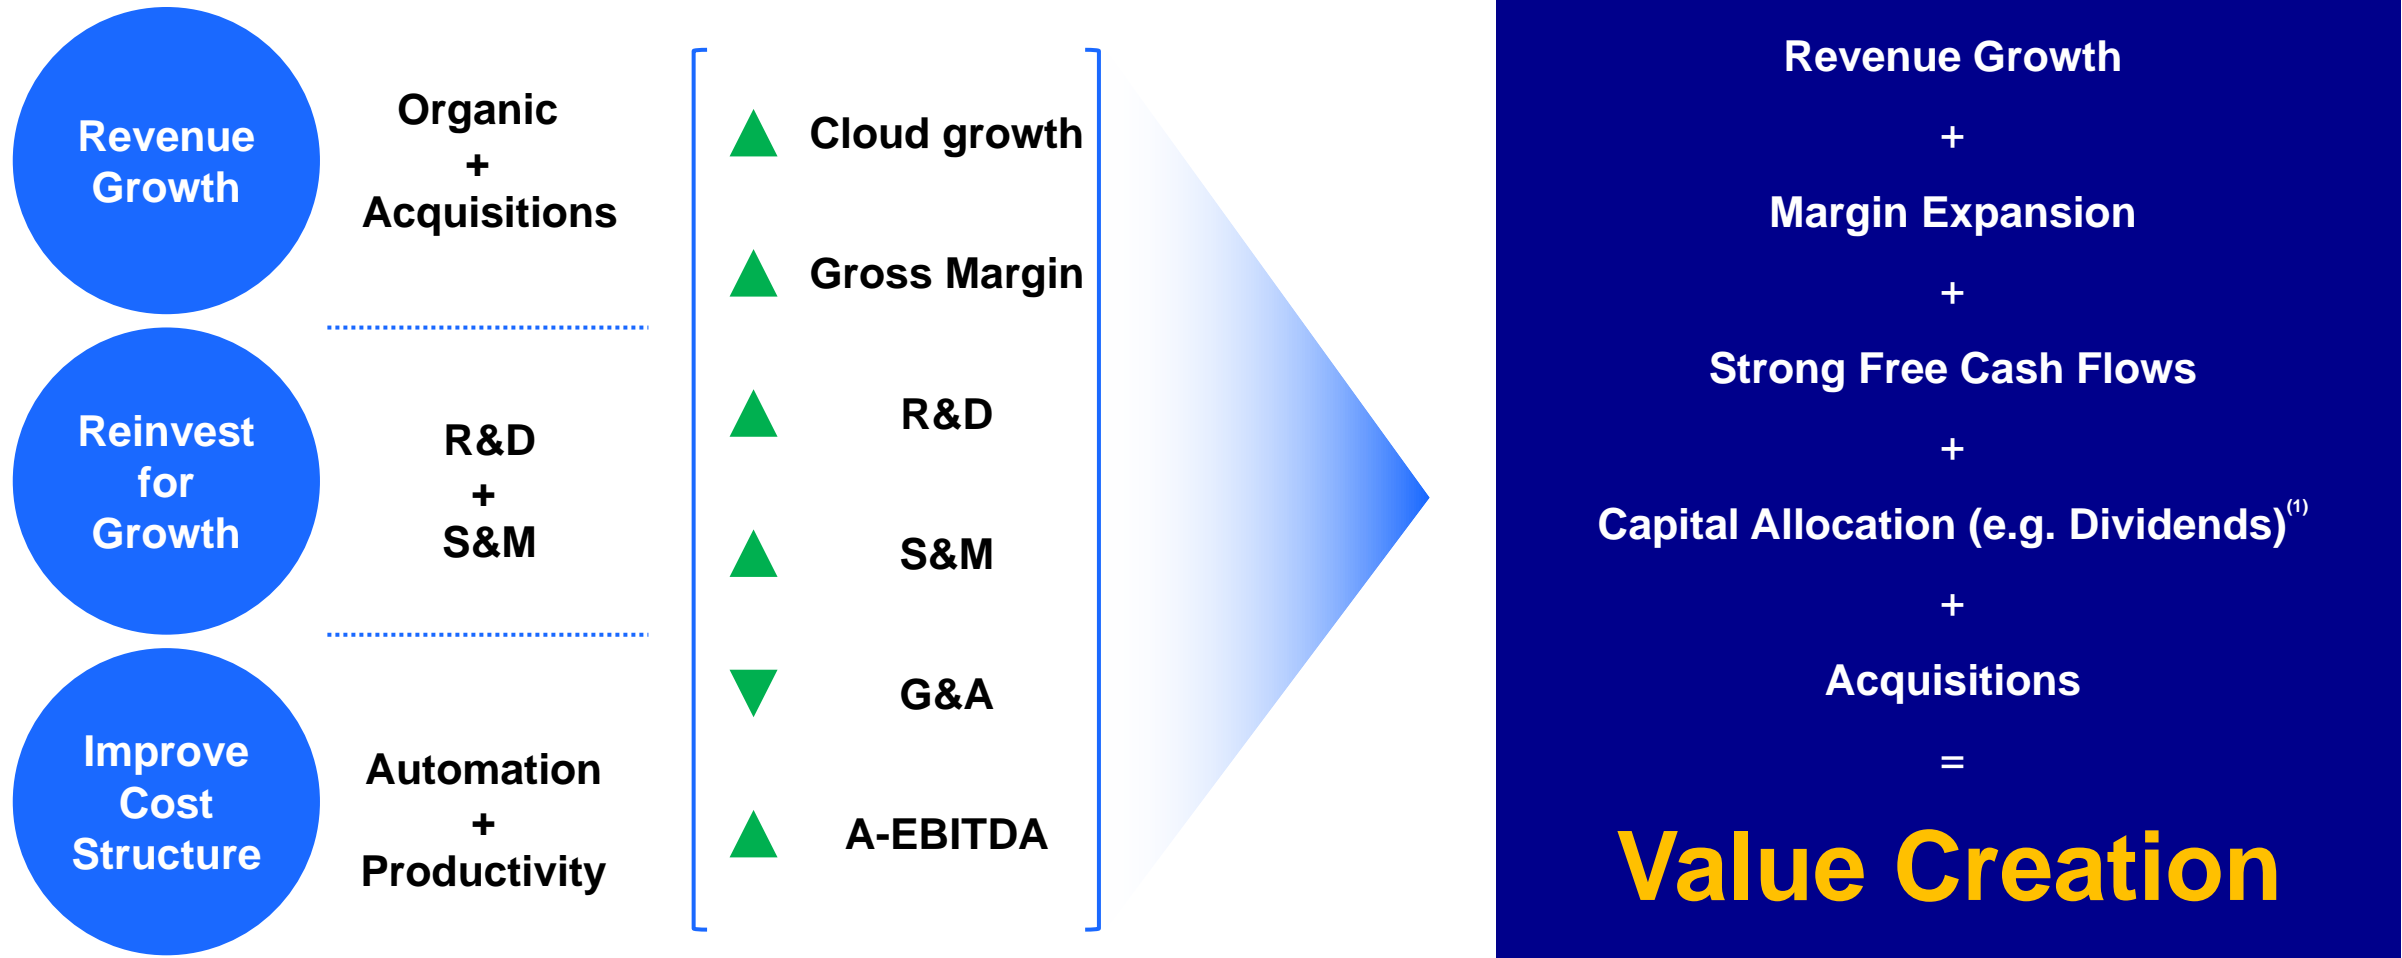 Revenue
Growth
Organic
+
Acquisitions
Reinvest
for
Growth
R&D
+
S&M
Improve
Cost
Structure
Automation
+
Productivity
Cloud growth
Gross Margin
R&D
S&M
G&A
A-EBITDA
Revenue Growth
+
Margin Expansion
+
Strong Free Cash Flows
+
Capital Allocation (e.g. Dividends)(1)
+
Acquisitions
=
Value Creation